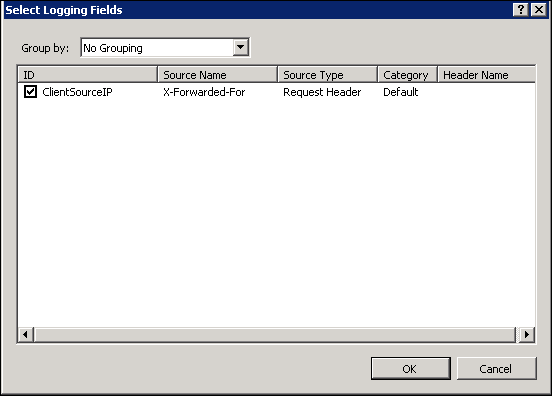 Select Logging Fields
Group by: No Grouping
ID Source Name Source Type Category Header Name
ClientSourceIP X-Forwarded-For Request Header Default
OK Cancel